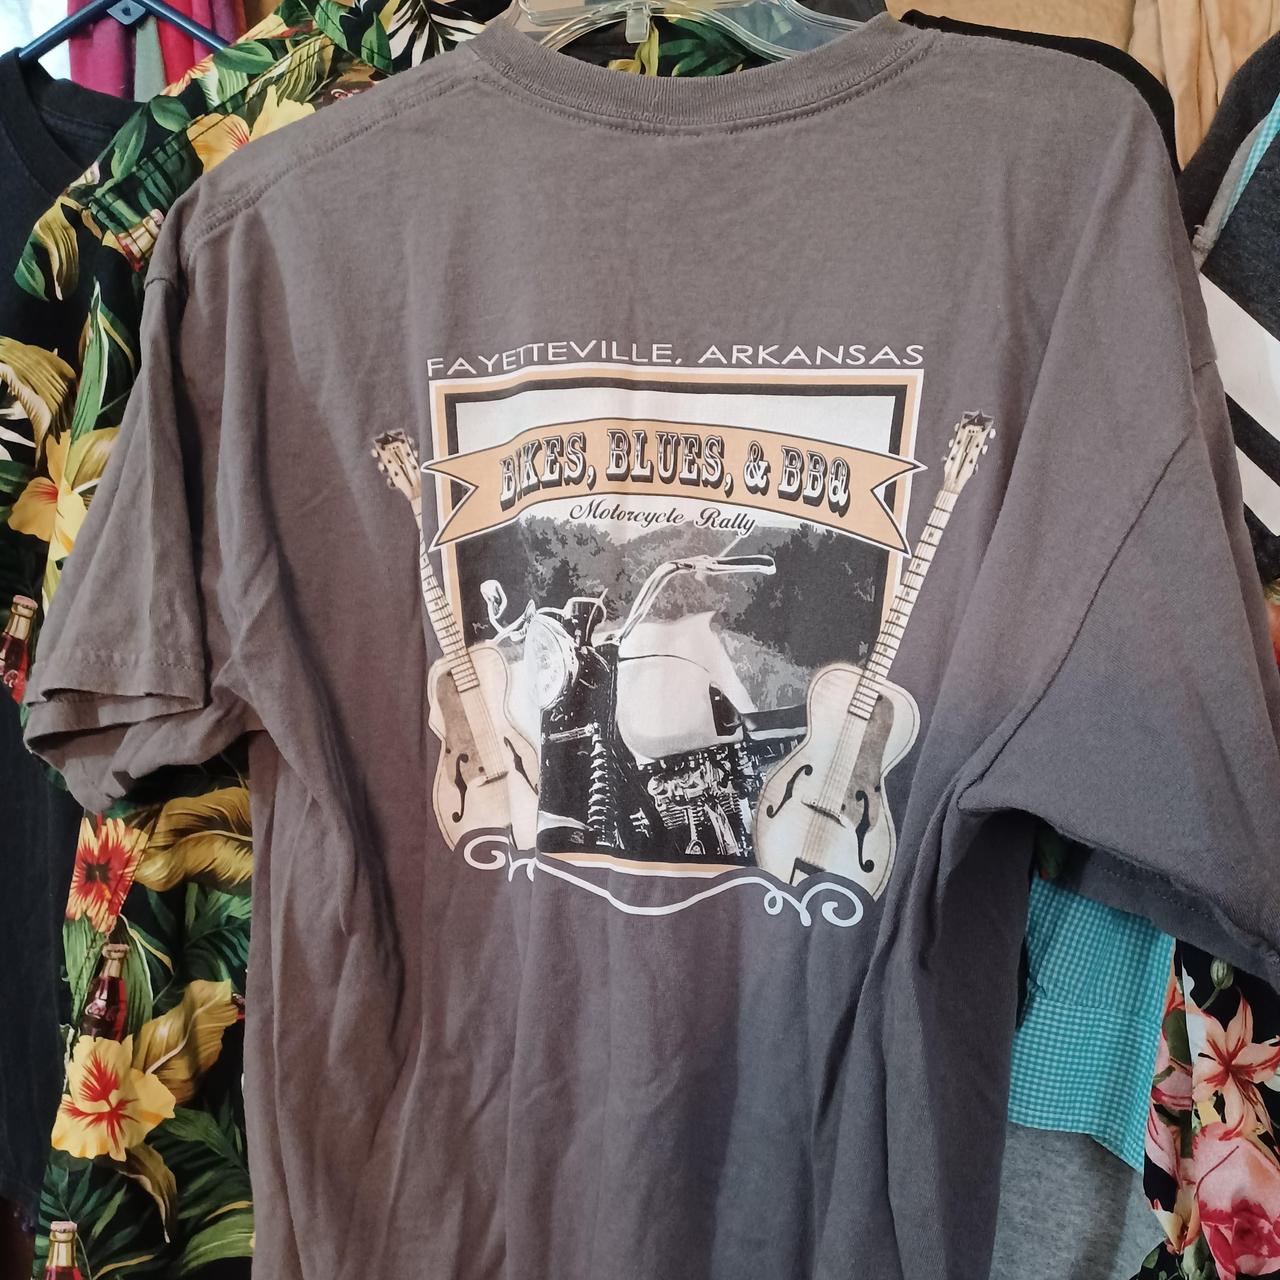 FAYETTEVILLE, ARKANSAS
BIKES, BLUES, & BBQ
Motorcycle Rally